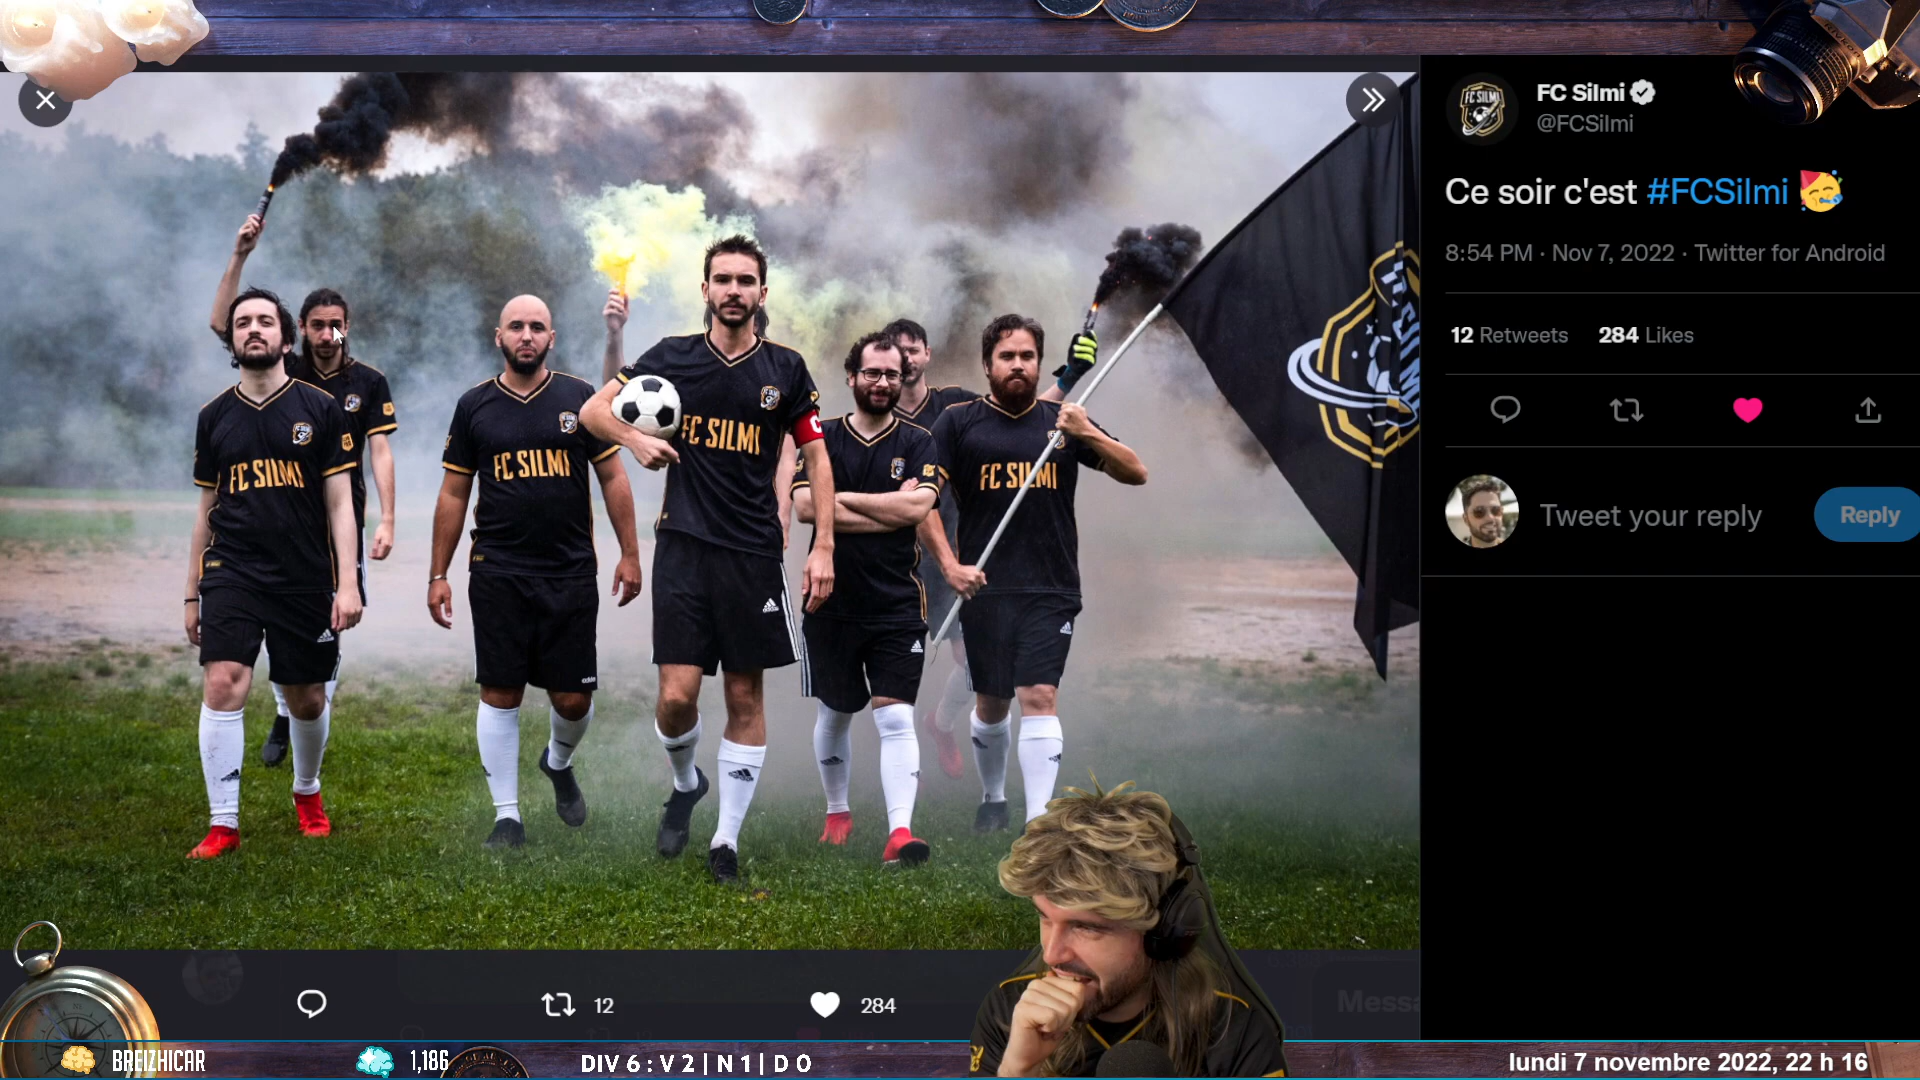 FC Silmi
@FCSilmi
Ce soir c'est #FCSilmi 🥳
8:54 PM · Nov 7, 2022 · Twitter for Android
12 Retweets 284 Likes
Tweet your reply
Reply
FC SILMI
FC SILMI
FC SILMI
FC SILMI
C
12
284
BREIZHICAR
1,186
DIV 6 : V 2 | N 1 | D 0
lundi 7 novembre 2022, 22 h 16